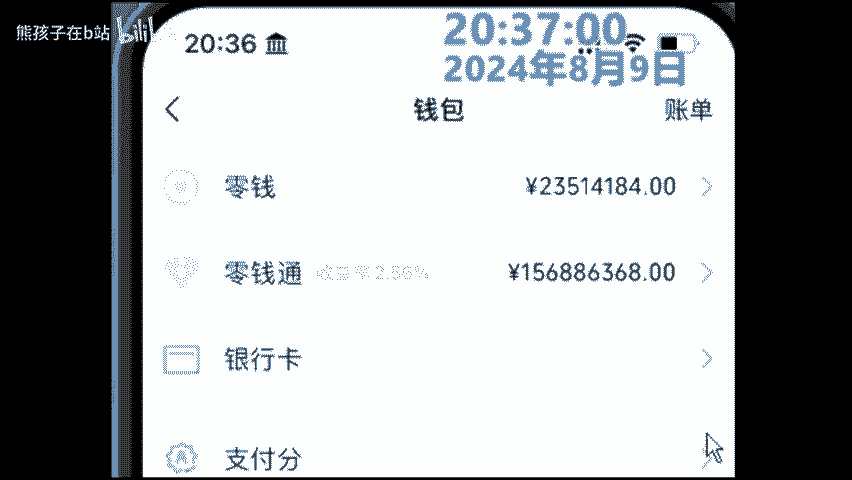 熊孩子在b站 bilibili
20:36
20:37:00
2024年8月9日
钱包
账单
零钱
¥23514184.00
零钱通 收益率2.56%
¥156886368.00
银行卡
支付分